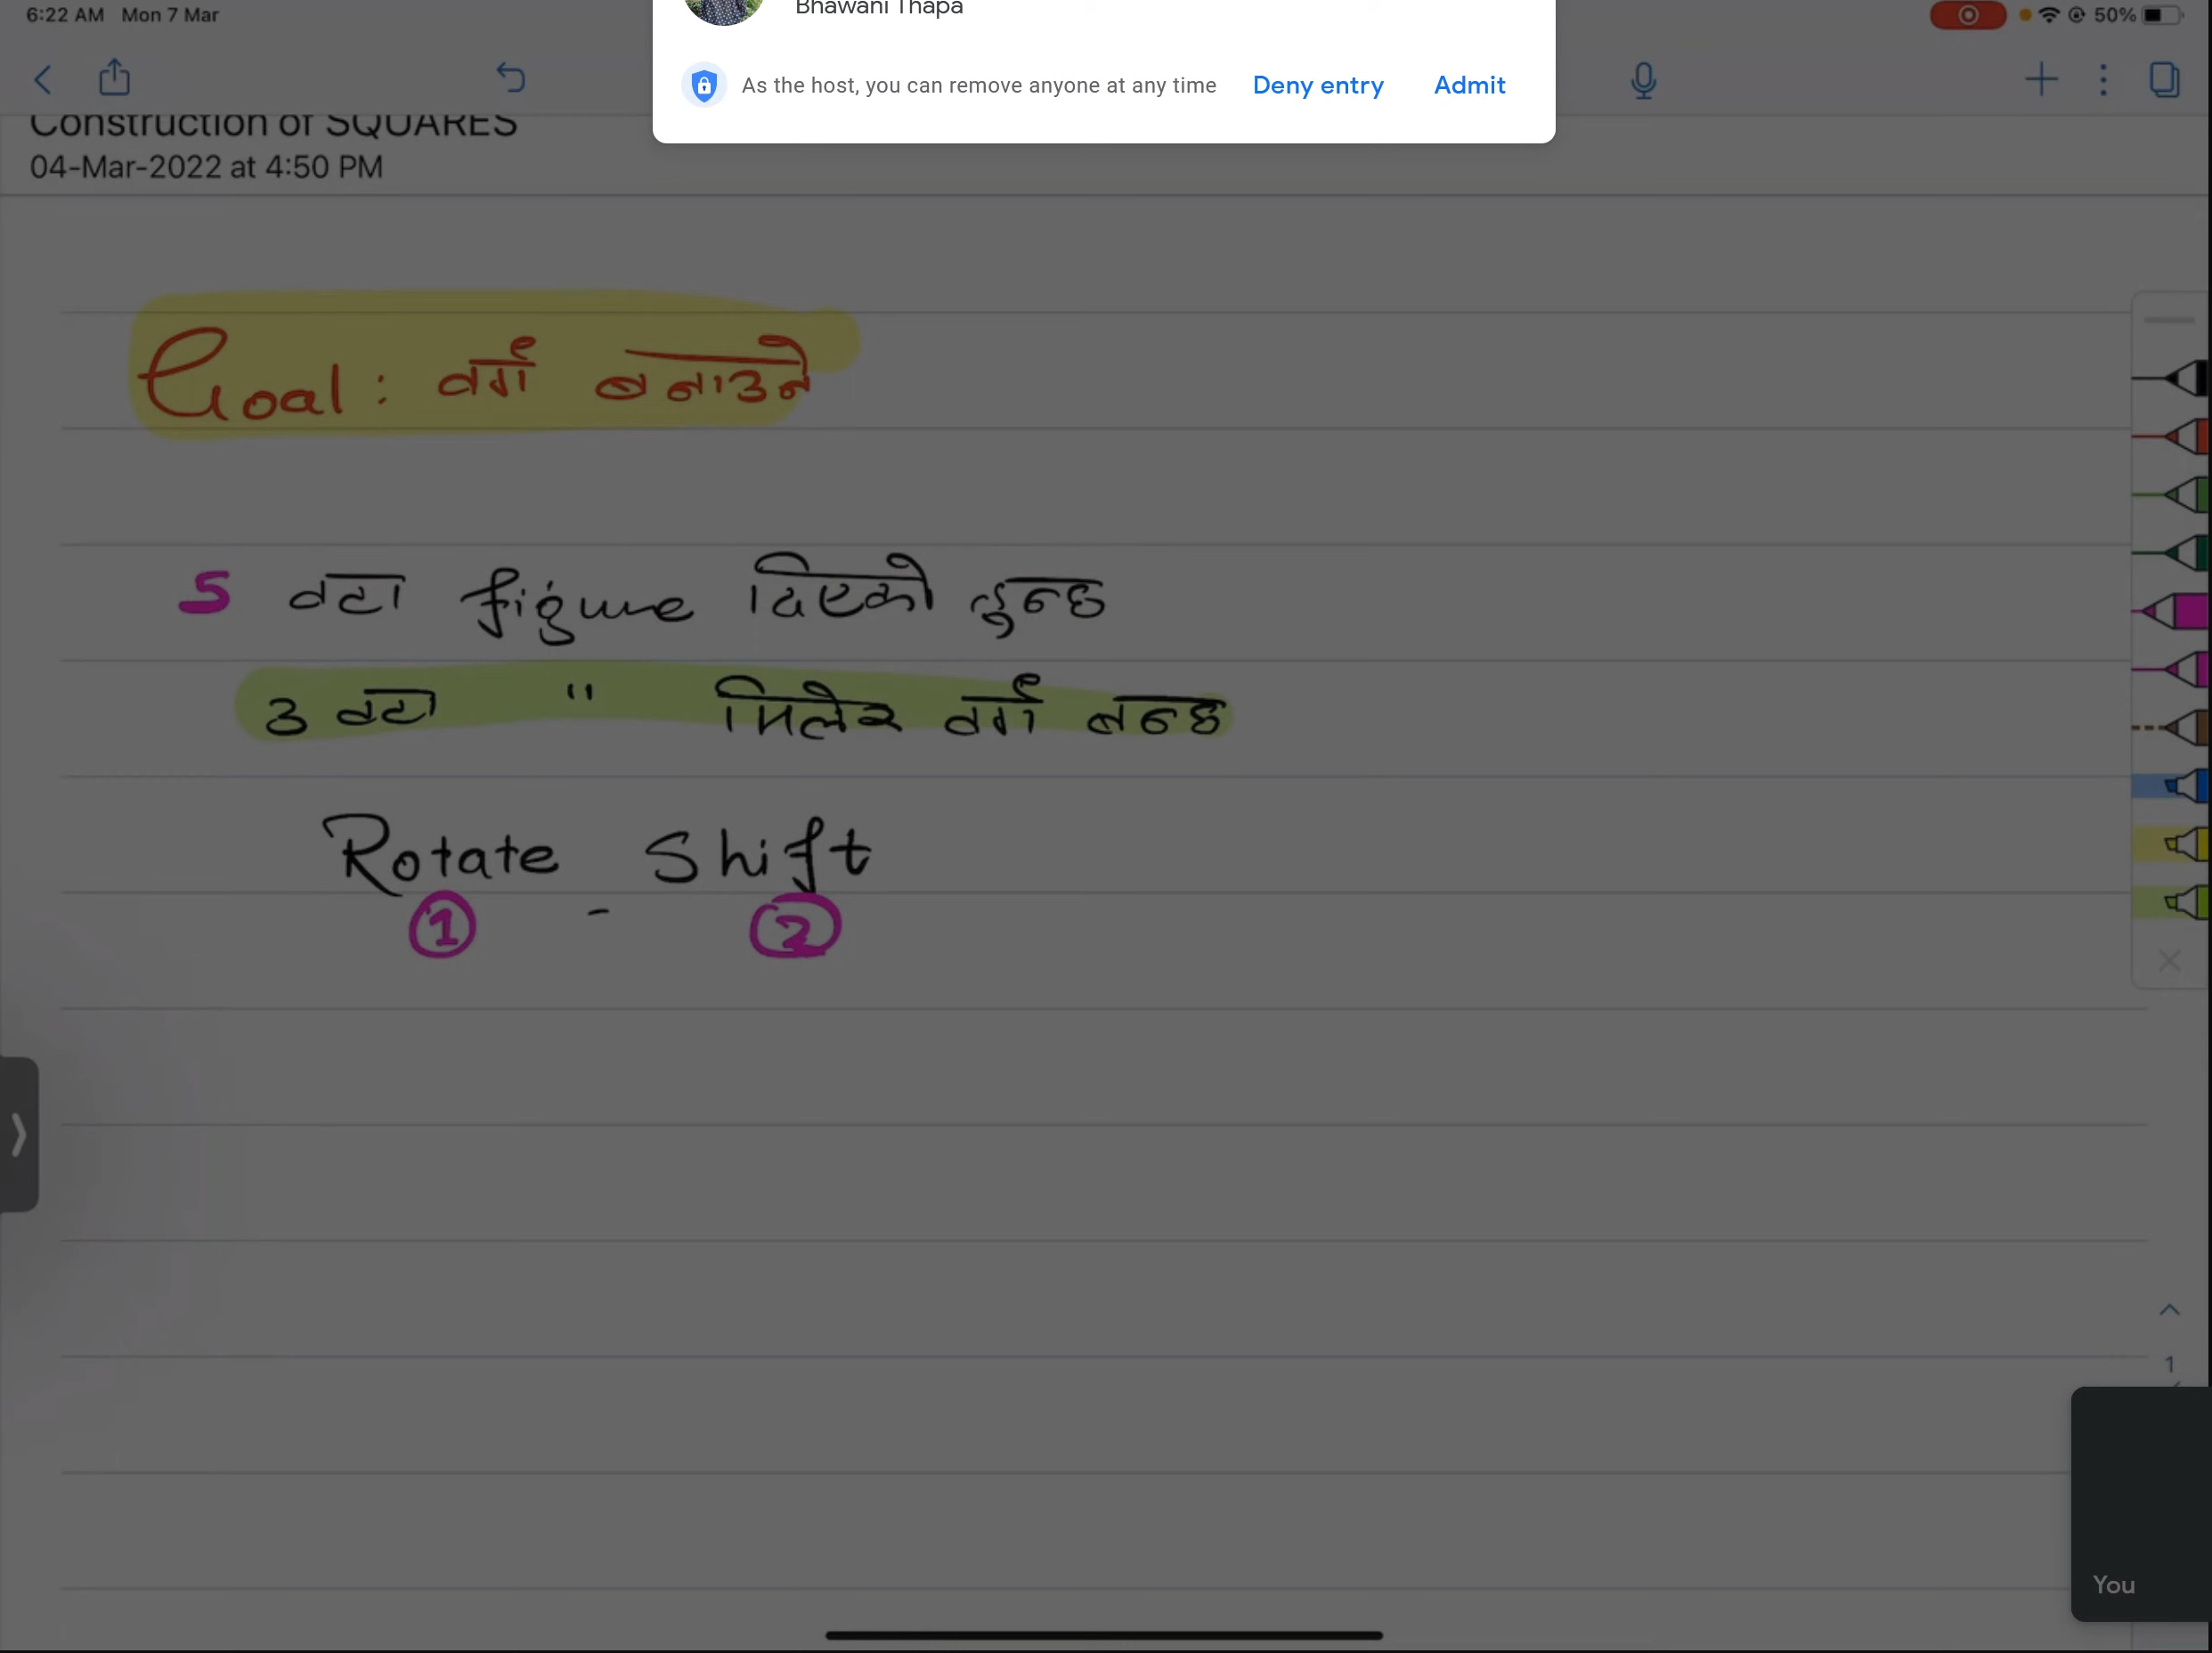 6:22 AM Mon 7 Mar
50%
Bhawani Thapa
As the host, you can remove anyone at any time Deny entry Admit
Construction of SQUARES
04-Mar-2022 at 4:50 PM
Goal: वर्ग बनाउने
5 वटा figure दिएको हुन्छ
3 वटा " मिलेर वर्ग बन्छ
Rotate - Shift
1 2
1
You